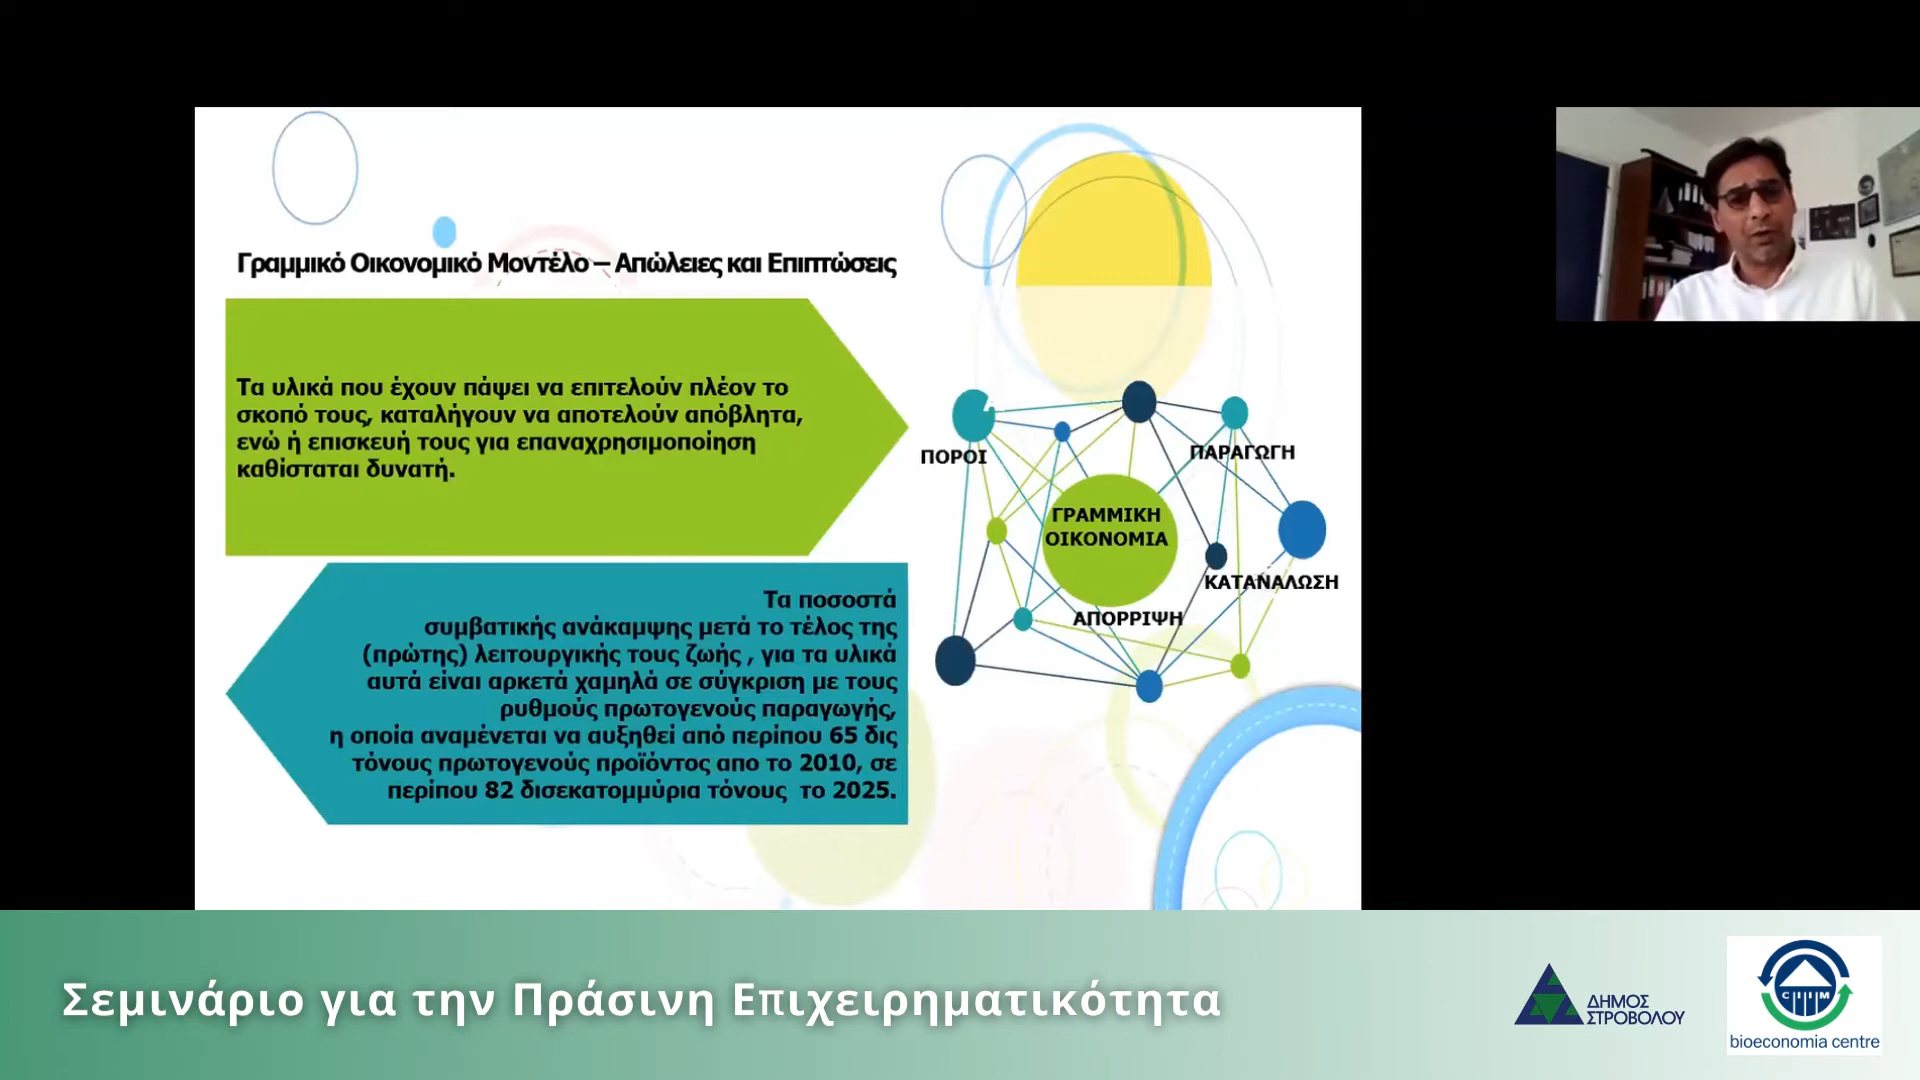 Γραμμικό Οικονομικό Μοντέλο – Απώλειες και Επιπτώσεις
Τα υλικά που έχουν πάψει να επιτελούν πλέον το
σκοπό τους, καταλήγουν να αποτελούν απόβλητα,
ενώ ή επισκευή τους για επαναχρησιμοποίηση
καθίσταται δυνατή.
Τα ποσοστά
συμβατικής ανάκαμψης μετά το τέλος της
(πρώτης) λειτουργικής τους ζωής , για τα υλικά
αυτά είναι αρκετά χαμηλά σε σύγκριση με τους
ρυθμούς πρωτογενούς παραγωγής,
η οποία αναμένεται να αυξηθεί από περίπου 65 δις
τόνους πρωτογενούς προϊόντος απο το 2010, σε
περίπου 82 δισεκατομμύρια τόνους το 2025.
ΠΟΡΟΙ
ΠΑΡΑΓΩΓΗ
ΓΡΑΜΜΙΚΗ
ΟΙΚΟΝΟΜΙΑ
ΚΑΤΑΝΑΛΩΣΗ
ΑΠΟΡΡΙΨΗ
Σεμινάριο για την Πράσινη Επιχειρηματικότητα
ΔΗΜΟΣ
ΣΤΡΟΒΟΛΟΥ
CIIM
bioeconomia centre